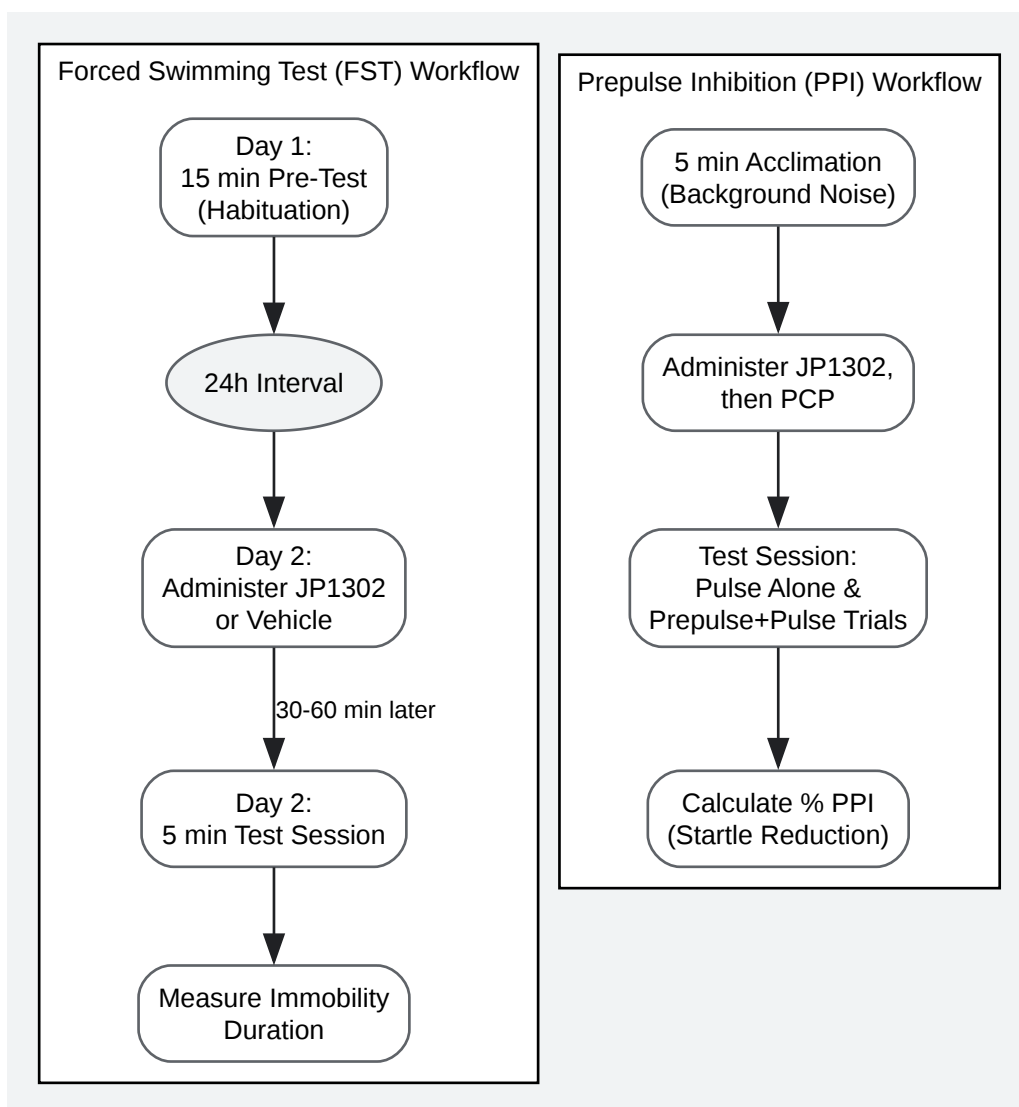 Forced Swimming Test (FST) Workflow
Day 1:
15 min Pre-Test
(Habituation)
24h Interval
Day 2:
Administer JP1302
or Vehicle
30-60 min later
Day 2:
5 min Test Session
Measure Immobility
Duration
Prepulse Inhibition (PPI) Workflow
5 min Acclimation
(Background Noise)
Administer JP1302,
then PCP
Test Session:
Pulse Alone &
Prepulse+Pulse Trials
Calculate % PPI
(Startle Reduction)